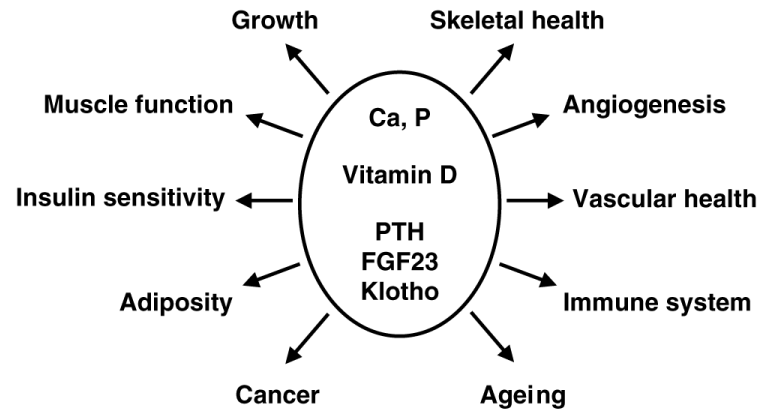 Growth
Skeletal health
Muscle function
Ca, P
Angiogenesis
Vitamin D
Insulin sensitivity
Vascular health
PTH
FGF23
Klotho
Adiposity
Immune system
Cancer
Ageing